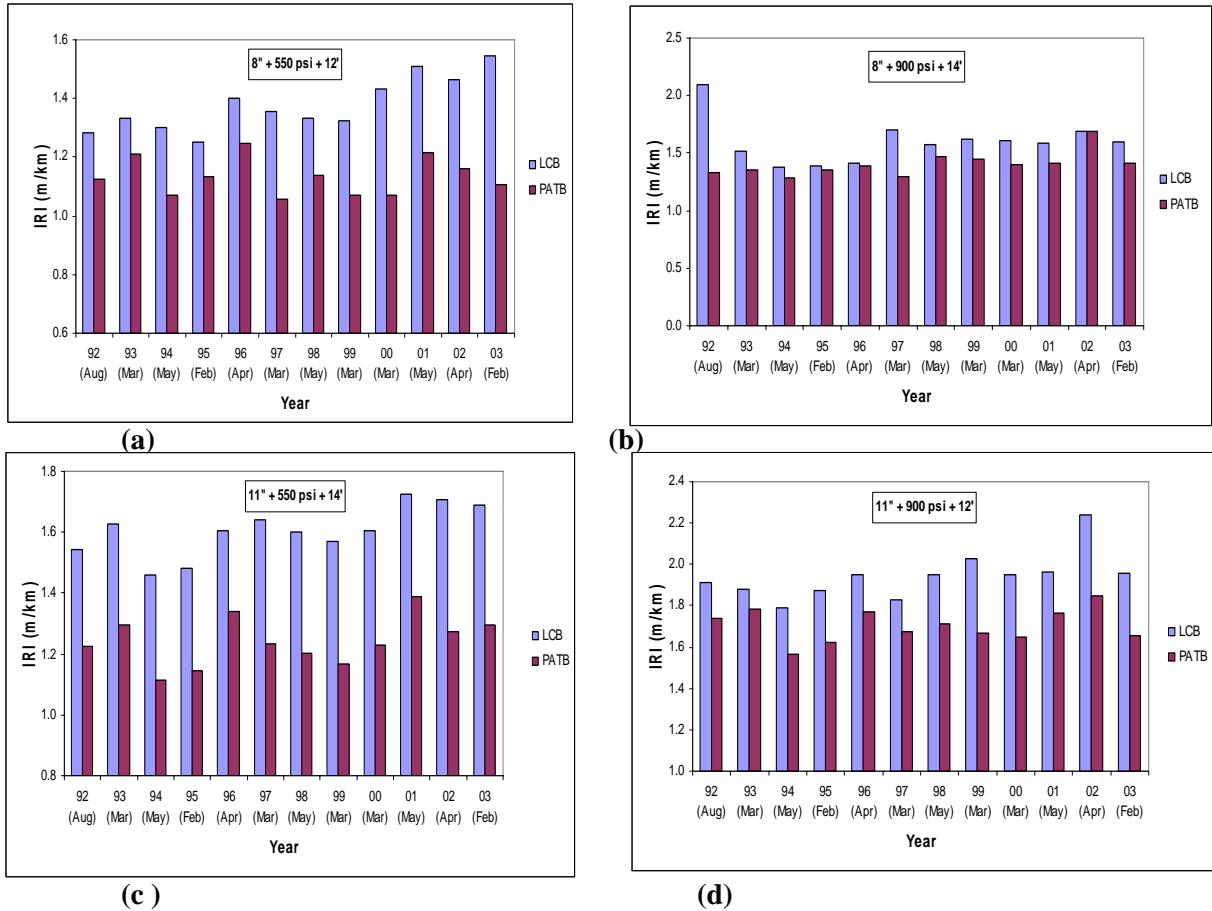 8" + 550 psi + 12'
IRI (m/km)
1.6
1.4
1.2
1.0
0.8
0.6
92 93 94 95 96 97 98 99 00 01 02 03
(Aug) (Mar) (May) (Feb) (Apr) (Mar) (May) (Mar) (Mar) (May) (Apr) (Feb)
Year
LCB
PATB
(a)
8" + 900 psi + 14'
IRI (m/km)
2.5
2.0
1.5
1.0
0.5
0.0
92 93 94 95 96 97 98 99 00 01 02 03
(Aug) (Mar) (May) (Feb) (Apr) (Mar) (May) (Mar) (Mar) (May) (Apr) (Feb)
Year
LCB
PATB
(b)
11" + 550 psi + 14'
IRI (m/km)
1.8
1.6
1.4
1.2
1.0
0.8
92 93 94 95 96 97 98 99 00 01 02 03
(Aug) (Mar) (May) (Feb) (Apr) (Mar) (May) (Mar) (Mar) (May) (Apr) (Feb)
Year
LCB
PATB
(c )
11" + 900 psi + 12'
IRI (m/km)
2.4
2.2
2.0
1.8
1.6
1.4
1.2
1.0
92 93 94 95 96 97 98 99 00 01 02 03
(Aug) (Mar) (May) (Feb) (Apr) (Mar) (May) (Mar) (Mar) (May) (Apr) (Feb)
Year
LCB
PATB
(d)